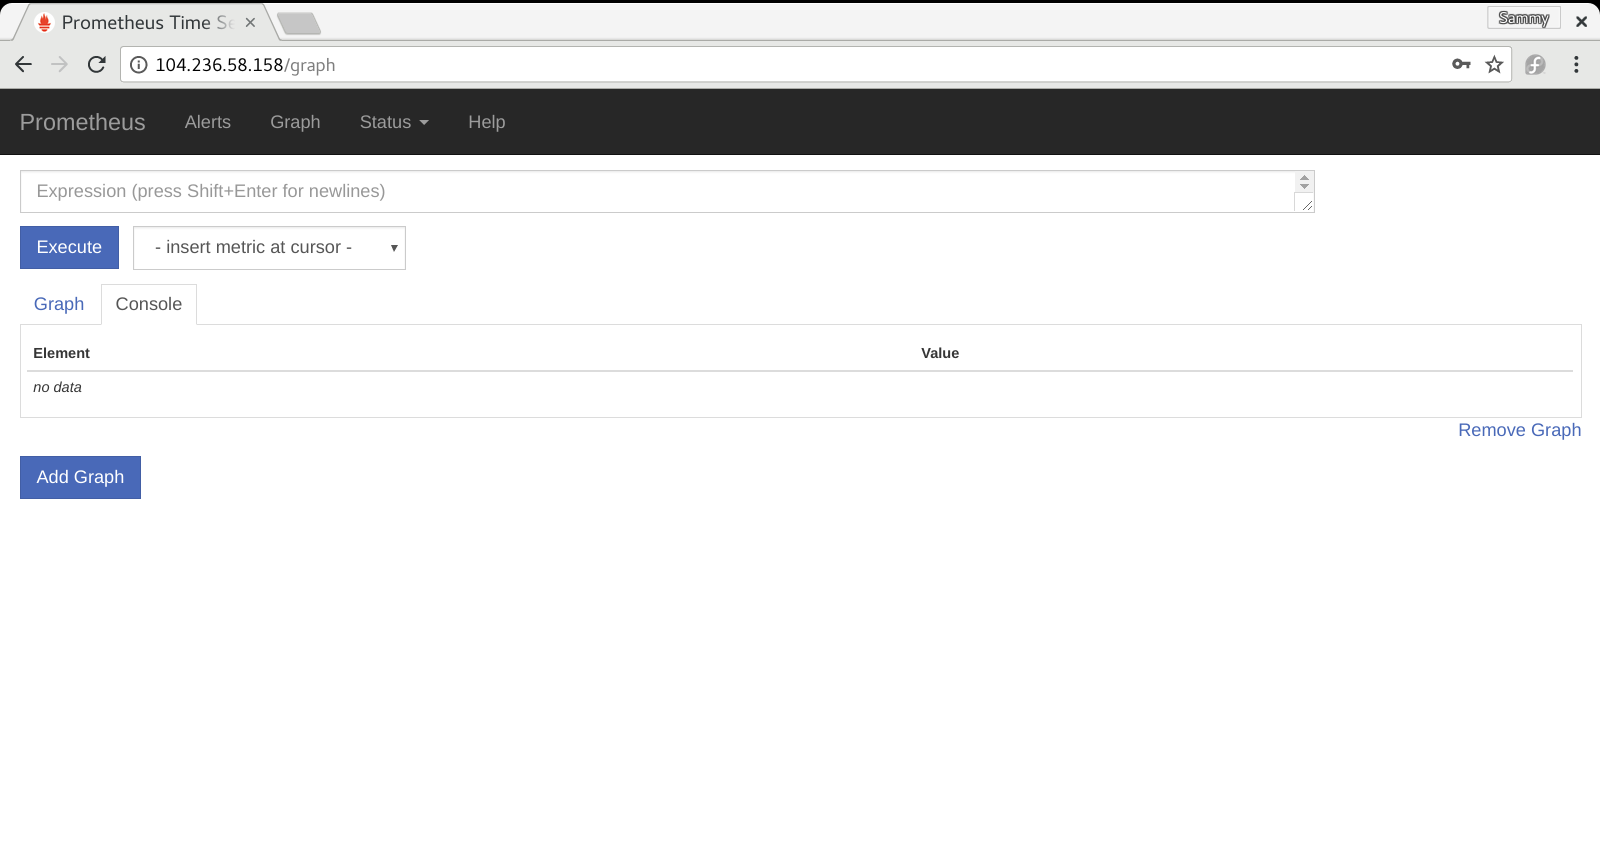 Prometheus Time Se
Sammy
104.236.58.158/graph
Prometheus Alerts Graph Status Help
Expression (press Shift+Enter for newlines)
Execute - insert metric at cursor -
Graph Console
Element Value
no data
Remove Graph
Add Graph